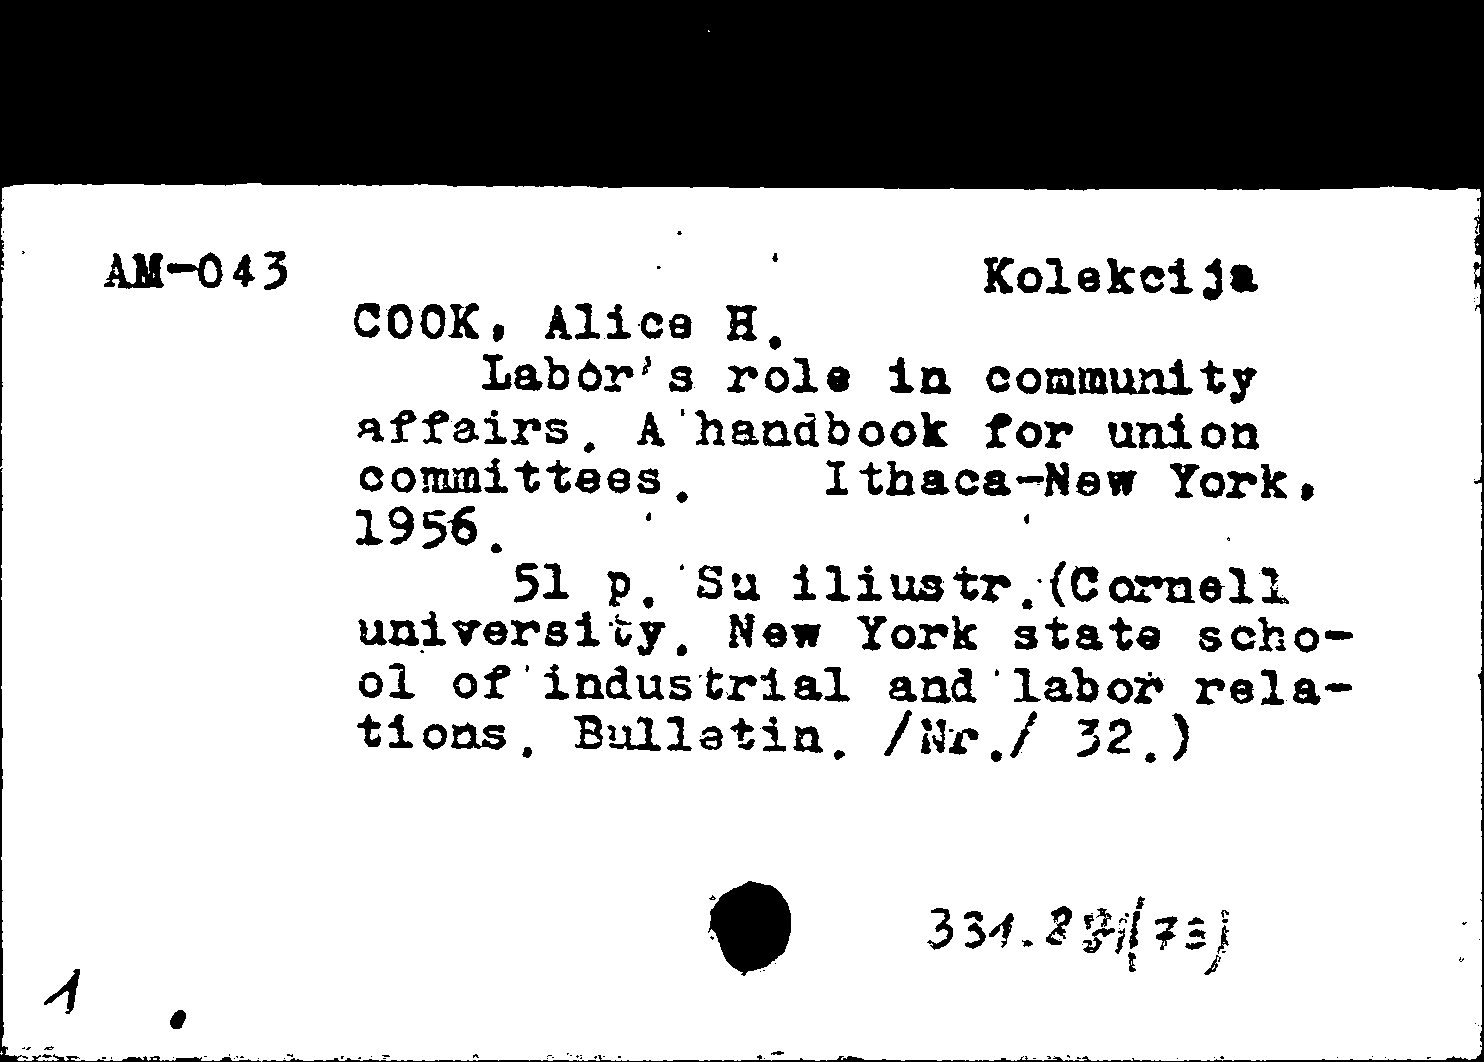 AM-043
Kolekcija
COOK, Alice H.
Labor's role in community
affairs. A handbook for union
committees. Ithaca-New York,
1956.
51 p. Su iliustr. (Cornell
university. New York state scho-
ol of industrial and labor rela-
tions. Bulletin. /Nr./ 32.)
1